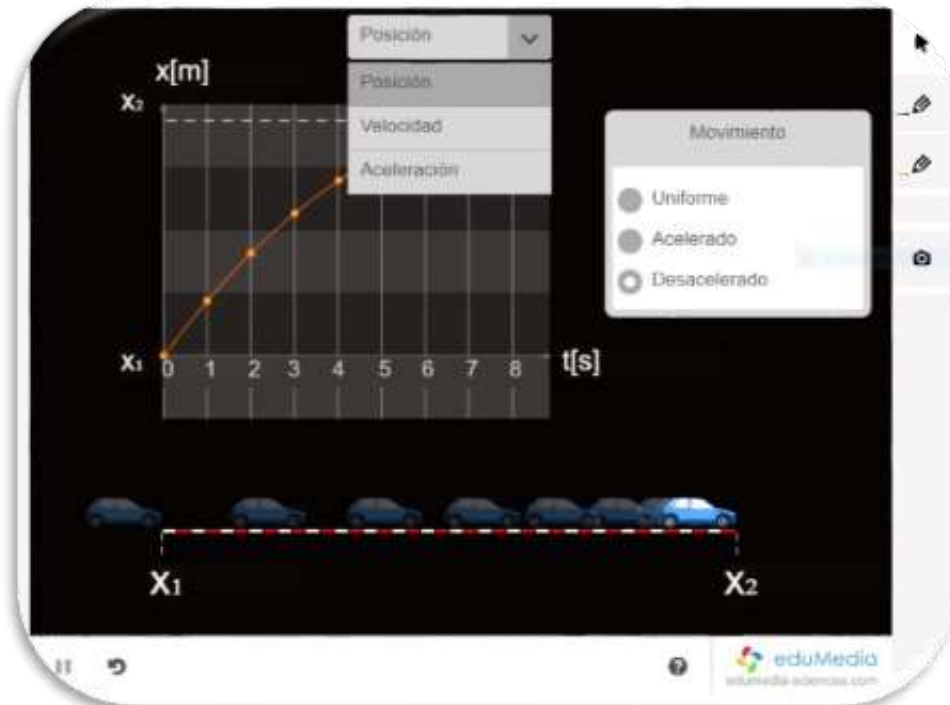 Posición
x[m]
Posición
X2
Velocidad
Aceleración
Movimiento
Uniforme
Acelerado
Desacelerado
X1
0 1 2 3 4 5 6 7 8
t[s]
X1
X2
eduMedia
edumedia-sciences.com